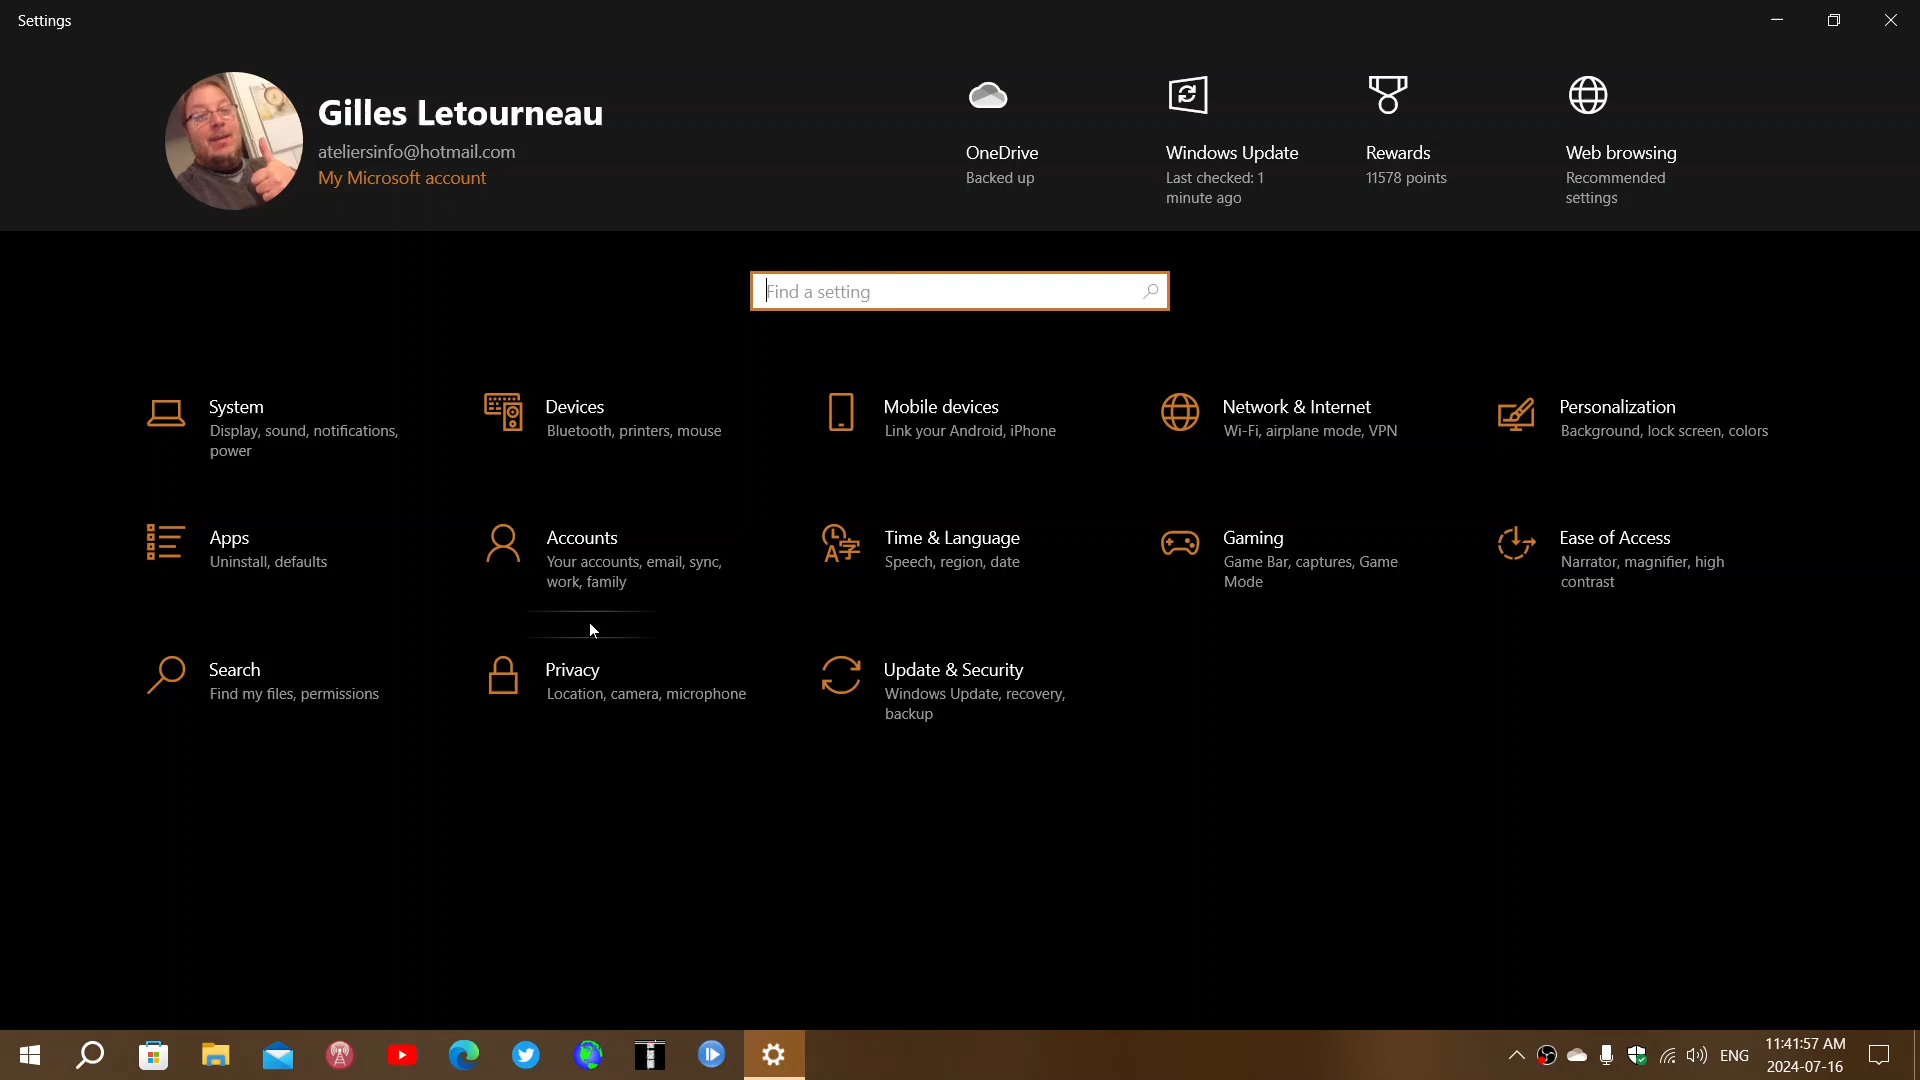 Settings
Gilles Letourneau
ateliersinfo@hotmail.com
My Microsoft account
OneDrive
Backed up
Windows Update
Last checked: 1
minute ago
Rewards
11578 points
Web browsing
Recommended
settings
Find a setting
System
Display, sound, notifications,
power
Devices
Bluetooth, printers, mouse
Mobile devices
Link your Android, iPhone
Network & Internet
Wi-Fi, airplane mode, VPN
Personalization
Background, lock screen, colors
Apps
Uninstall, defaults
Accounts
Your accounts, email, sync,
work, family
Time & Language
Speech, region, date
Gaming
Game Bar, captures, Game
Mode
Ease of Access
Narrator, magnifier, high
contrast
Search
Find my files, permissions
Privacy
Location, camera, microphone
Update & Security
Windows Update, recovery,
backup
ENG
11:41:57 AM
2024-07-16